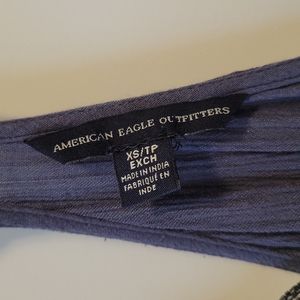 AMERICAN EAGLE OUTFITTERS
XS/TP
EXCH
MADE IN INDIA
FABRIQUÉ EN
INDE